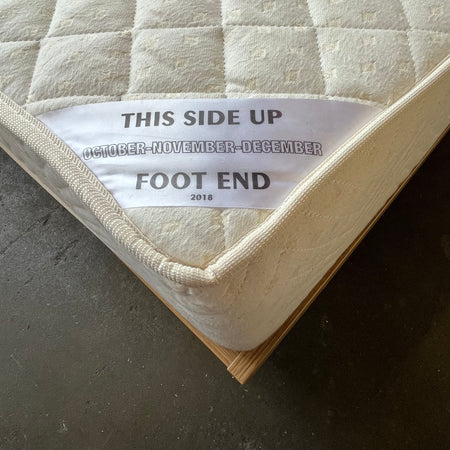 THIS SIDE UP
OCTOBER-NOVEMBER-DECEMBER
FOOT END
2018